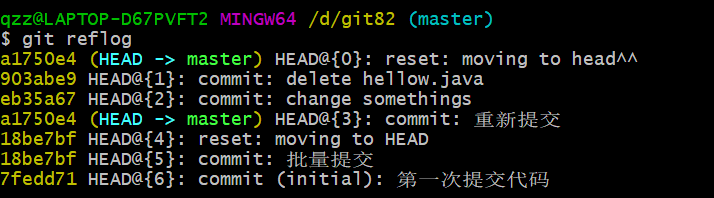 qzz@LAPTOP-D67PVFT2 MINGW64 /d/git82 (master)
$ git reflog
a1750e4 (HEAD -> master) HEAD@{0}: reset: moving to head^^
903abe9 HEAD@{1}: commit: delete hellow.java
eb35a67 HEAD@{2}: commit: change somethings
a1750e4 (HEAD -> master) HEAD@{3}: commit: 重新提交
18be7bf HEAD@{4}: reset: moving to HEAD
18be7bf HEAD@{5}: commit: 批量提交
7fedd71 HEAD@{6}: commit (initial): 第一次提交代码